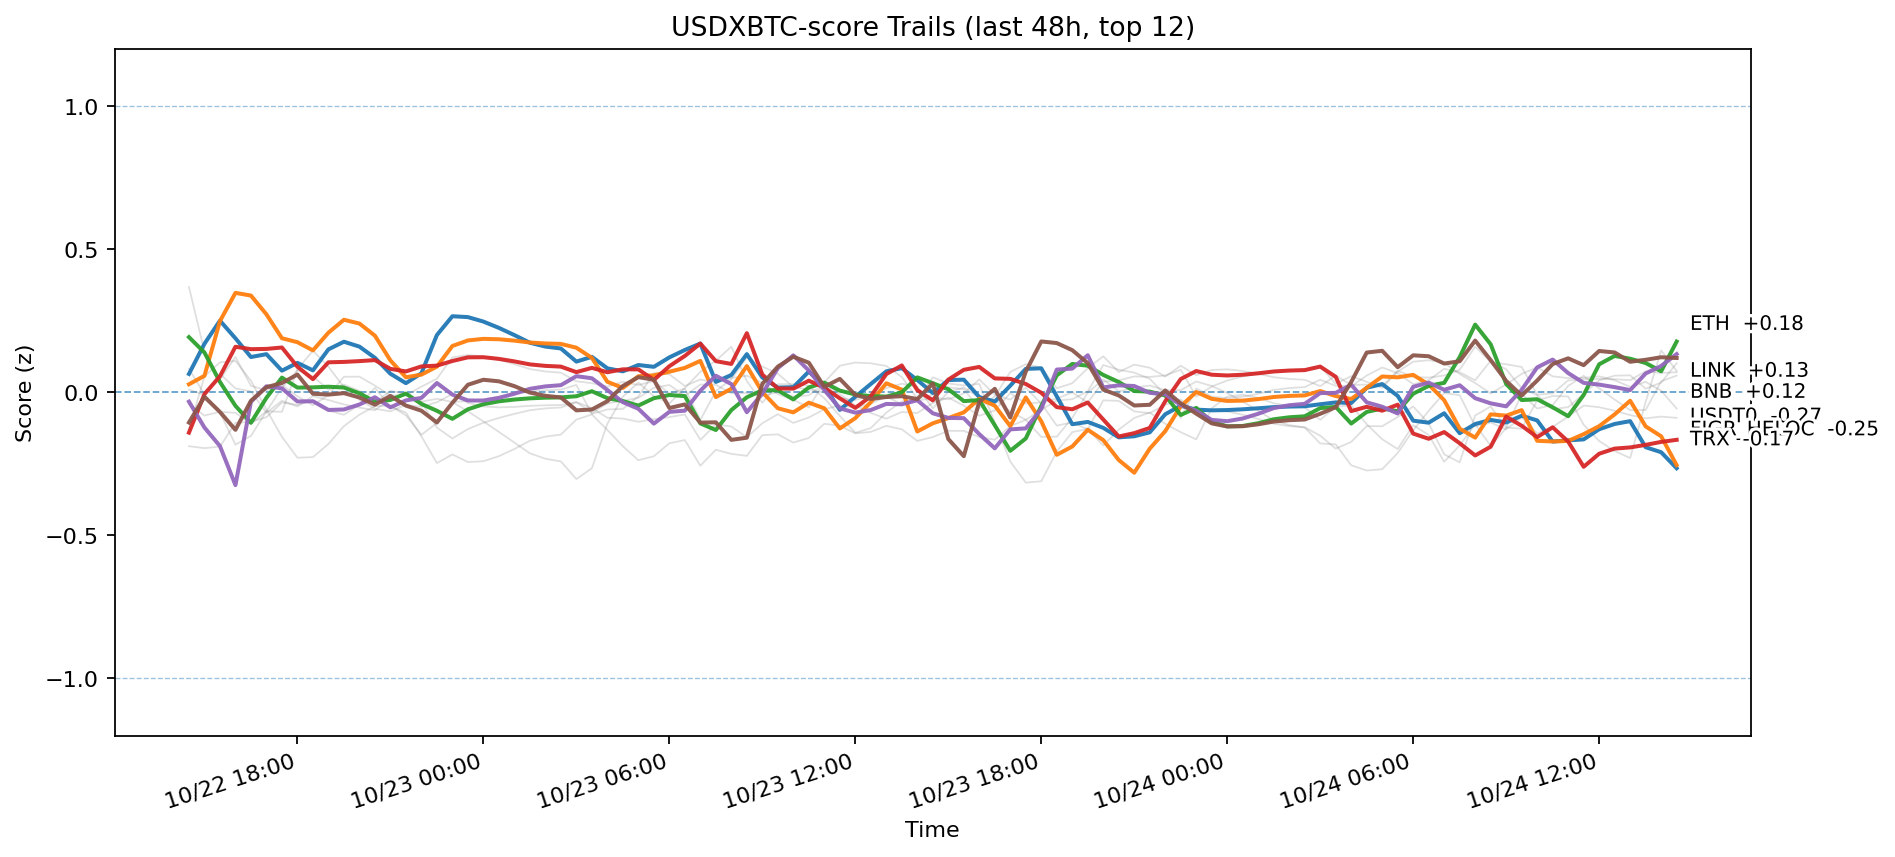 USDXBTC-score Trails (last 48h, top 12)
Score (z)
1.0
0.5
0.0
−0.5
−1.0
ETH +0.18
LINK +0.13
BNB +0.12
USDT0 -0.27
-0.25
TRX -0.17
10/22 18:00
10/23 00:00
10/23 06:00
10/23 12:00
10/23 18:00
10/24 00:00
10/24 06:00
10/24 12:00
Time